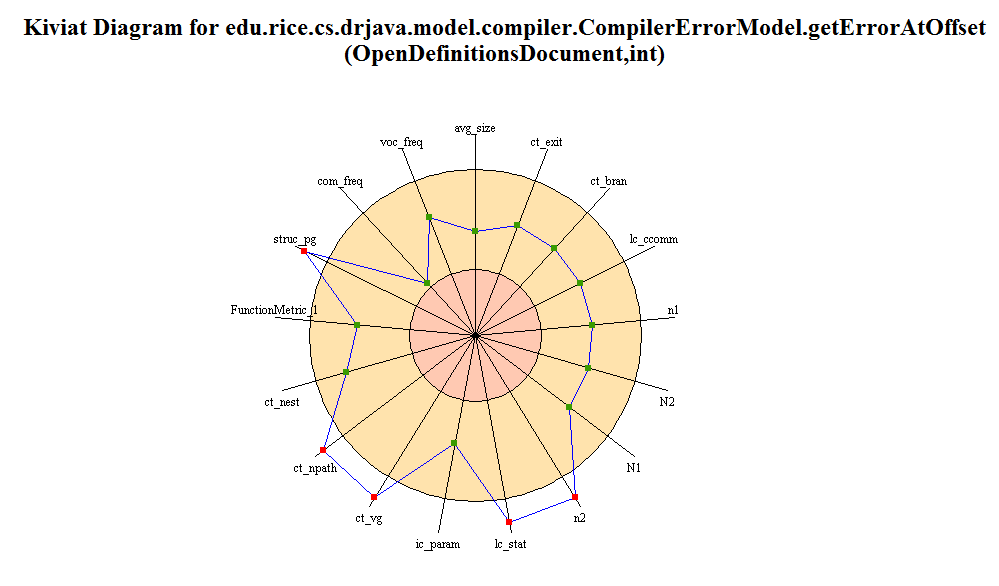 Kiviat Diagram for edu.rice.cs.drjava.model.compiler.CompilerErrorModel.getErrorAtOffset
(OpenDefinitionsDocument,int)
avg_size
voc_freq
ct_exit
com_freq
ct_bran
struc_pg
lc_ccomm
FunctionMetric_1
n1
ct_nest
N2
ct_npath
N1
ct_vg
n2
ic_param
lc_stat